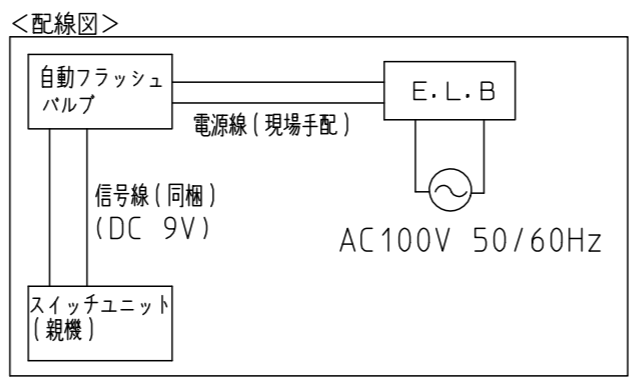 <配線図>
自動フラッシュ
バルブ
E.L.B
電源線(現場手配)
信号線(同梱)
(DC 9V)
AC100V 50/60Hz
スイッチユニット
(親機)